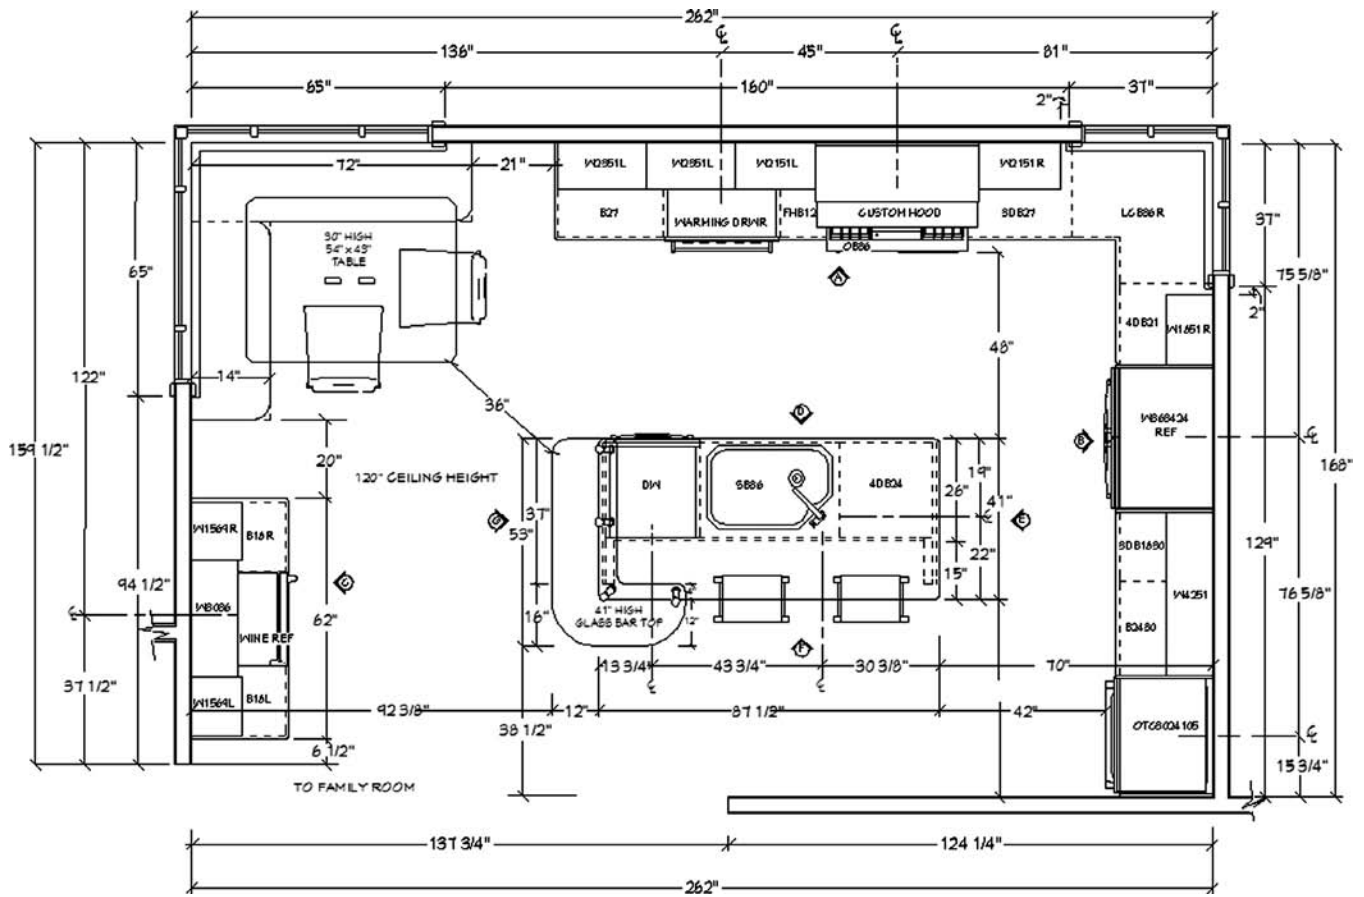 262"
136" 45" 81"
65" 160" 37"
2"
72" 21"
W2851L W2851L W2151L W2151R
B27 WARMING DRWR FHB12 CUSTOM HOOD SDB27 LCB36R
OB36
30" HIGH
54" x 43"
TABLE
A
37"
75 5/8"
65"
2"
4DB21 W1851R
48"
14"
122"
36"
159 1/2"
D
W368424
REF
B
168"
20"
120" CEILING HEIGHT
DW SB36 4DB24
19"
26"
41"
37"
53"
G E
W1569R B18R
SDB1830
129"
22"
15"
94 1/2"
C
W3036
62"
16"
41" HIGH
GLASS BAR TOP
12"
W4251
76 5/8"
WINE REF
B2430
F
13 3/4" 43 3/4" 30 3/8" 70"
37 1/2"
W1569L B18L
92 3/8" 12" 87 1/2" 42"
38 1/2"
OTC3024105
6 1/2"
15 3/4"
TO FAMILY ROOM
137 3/4" 124 1/4"
262"